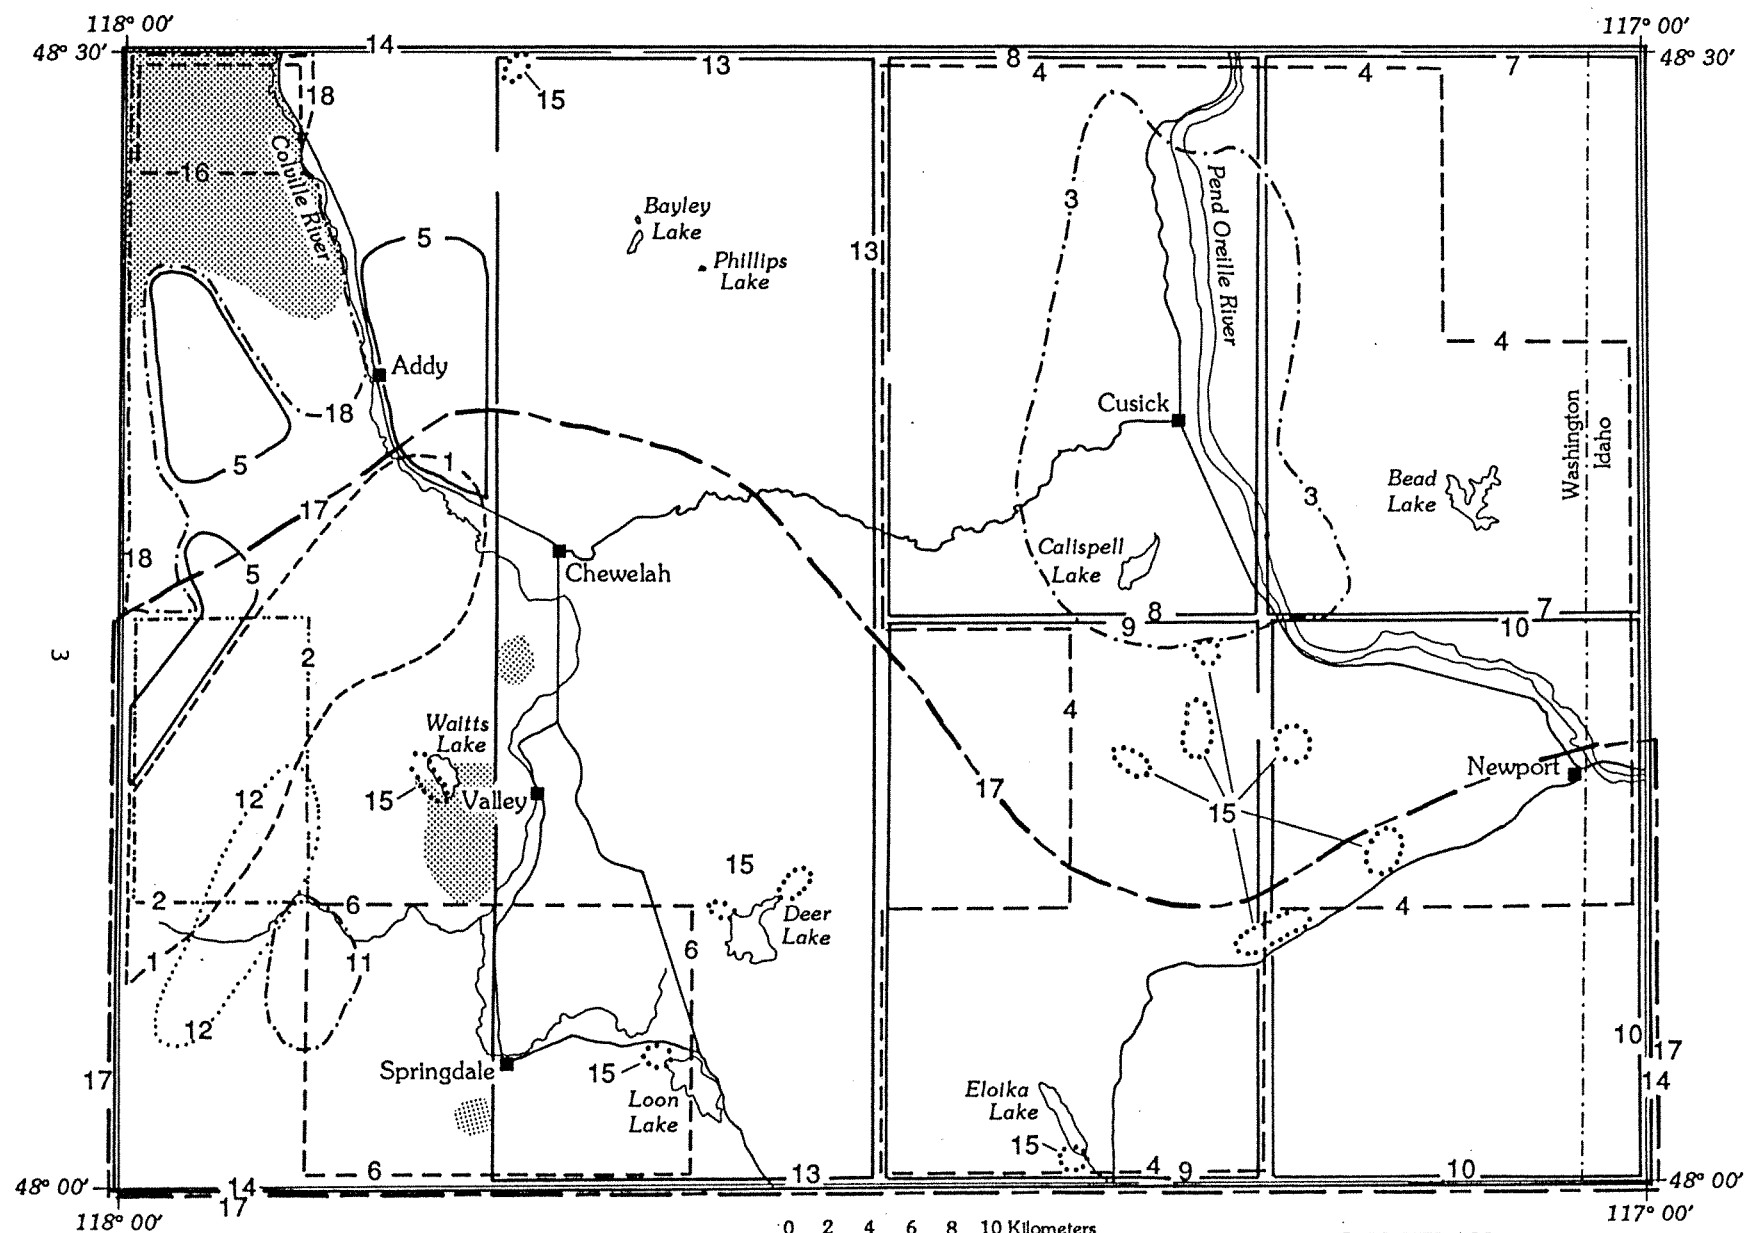 118° 00′
117° 00′
48° 30′
14
8
13
4
4
7
48° 30′
15
18
16
Colville River
3
Pend Oreille River
Bayley
Lake
5
13
Phillips
Lake
4
Addy
Cusick
18
Washington
Idaho
5
1
Bead
Lake
3
17
Calispell
Lake
18
5
Chewelah
8
7
9
10
3
2
4
Waitts
Lake
17
Newport
12
15
Valley
15
15
2
6
Deer
Lake
4
6
1
11
12
10
17
Springdale
15
17
14
Loon
Lake
Eloika
Lake
15
6
13
4
9
10
48° 00′
14
17
48° 00′
118° 00′
117° 00′
0 2 4 6 8 10 Kilometers